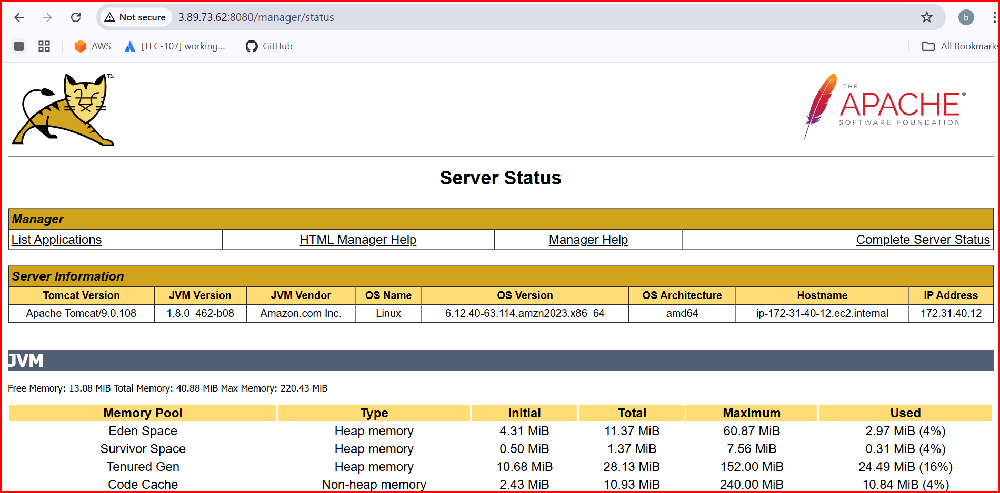 Not secure 3.89.73.62:8080/manager/status b
AWS [TEC-107] working... GitHub All Bookmarks
TM
THE
APACHE ®
SOFTWARE FOUNDATION
Server Status
Manager
List Applications HTML Manager Help Manager Help Complete Server Status
Server Information
Tomcat Version JVM Version JVM Vendor OS Name OS Version OS Architecture Hostname IP Address
Apache Tomcat/9.0.108 1.8.0_462-b08 Amazon.com Inc. Linux 6.12.40-63.114.amzn2023.x86_64 amd64 ip-172-31-40-12.ec2.internal 172.31.40.12
JVM
Free Memory: 13.08 MiB Total Memory: 40.88 MiB Max Memory: 220.43 MiB
Memory Pool Type Initial Total Maximum Used
Eden Space Heap memory 4.31 MiB 11.37 MiB 60.87 MiB 2.97 MiB (4%)
Survivor Space Heap memory 0.50 MiB 1.37 MiB 7.56 MiB 0.31 MiB (4%)
Tenured Gen Heap memory 10.68 MiB 28.13 MiB 152.00 MiB 24.49 MiB (16%)
Code Cache Non-heap memory 2.43 MiB 10.93 MiB 240.00 MiB 10.84 MiB (4%)